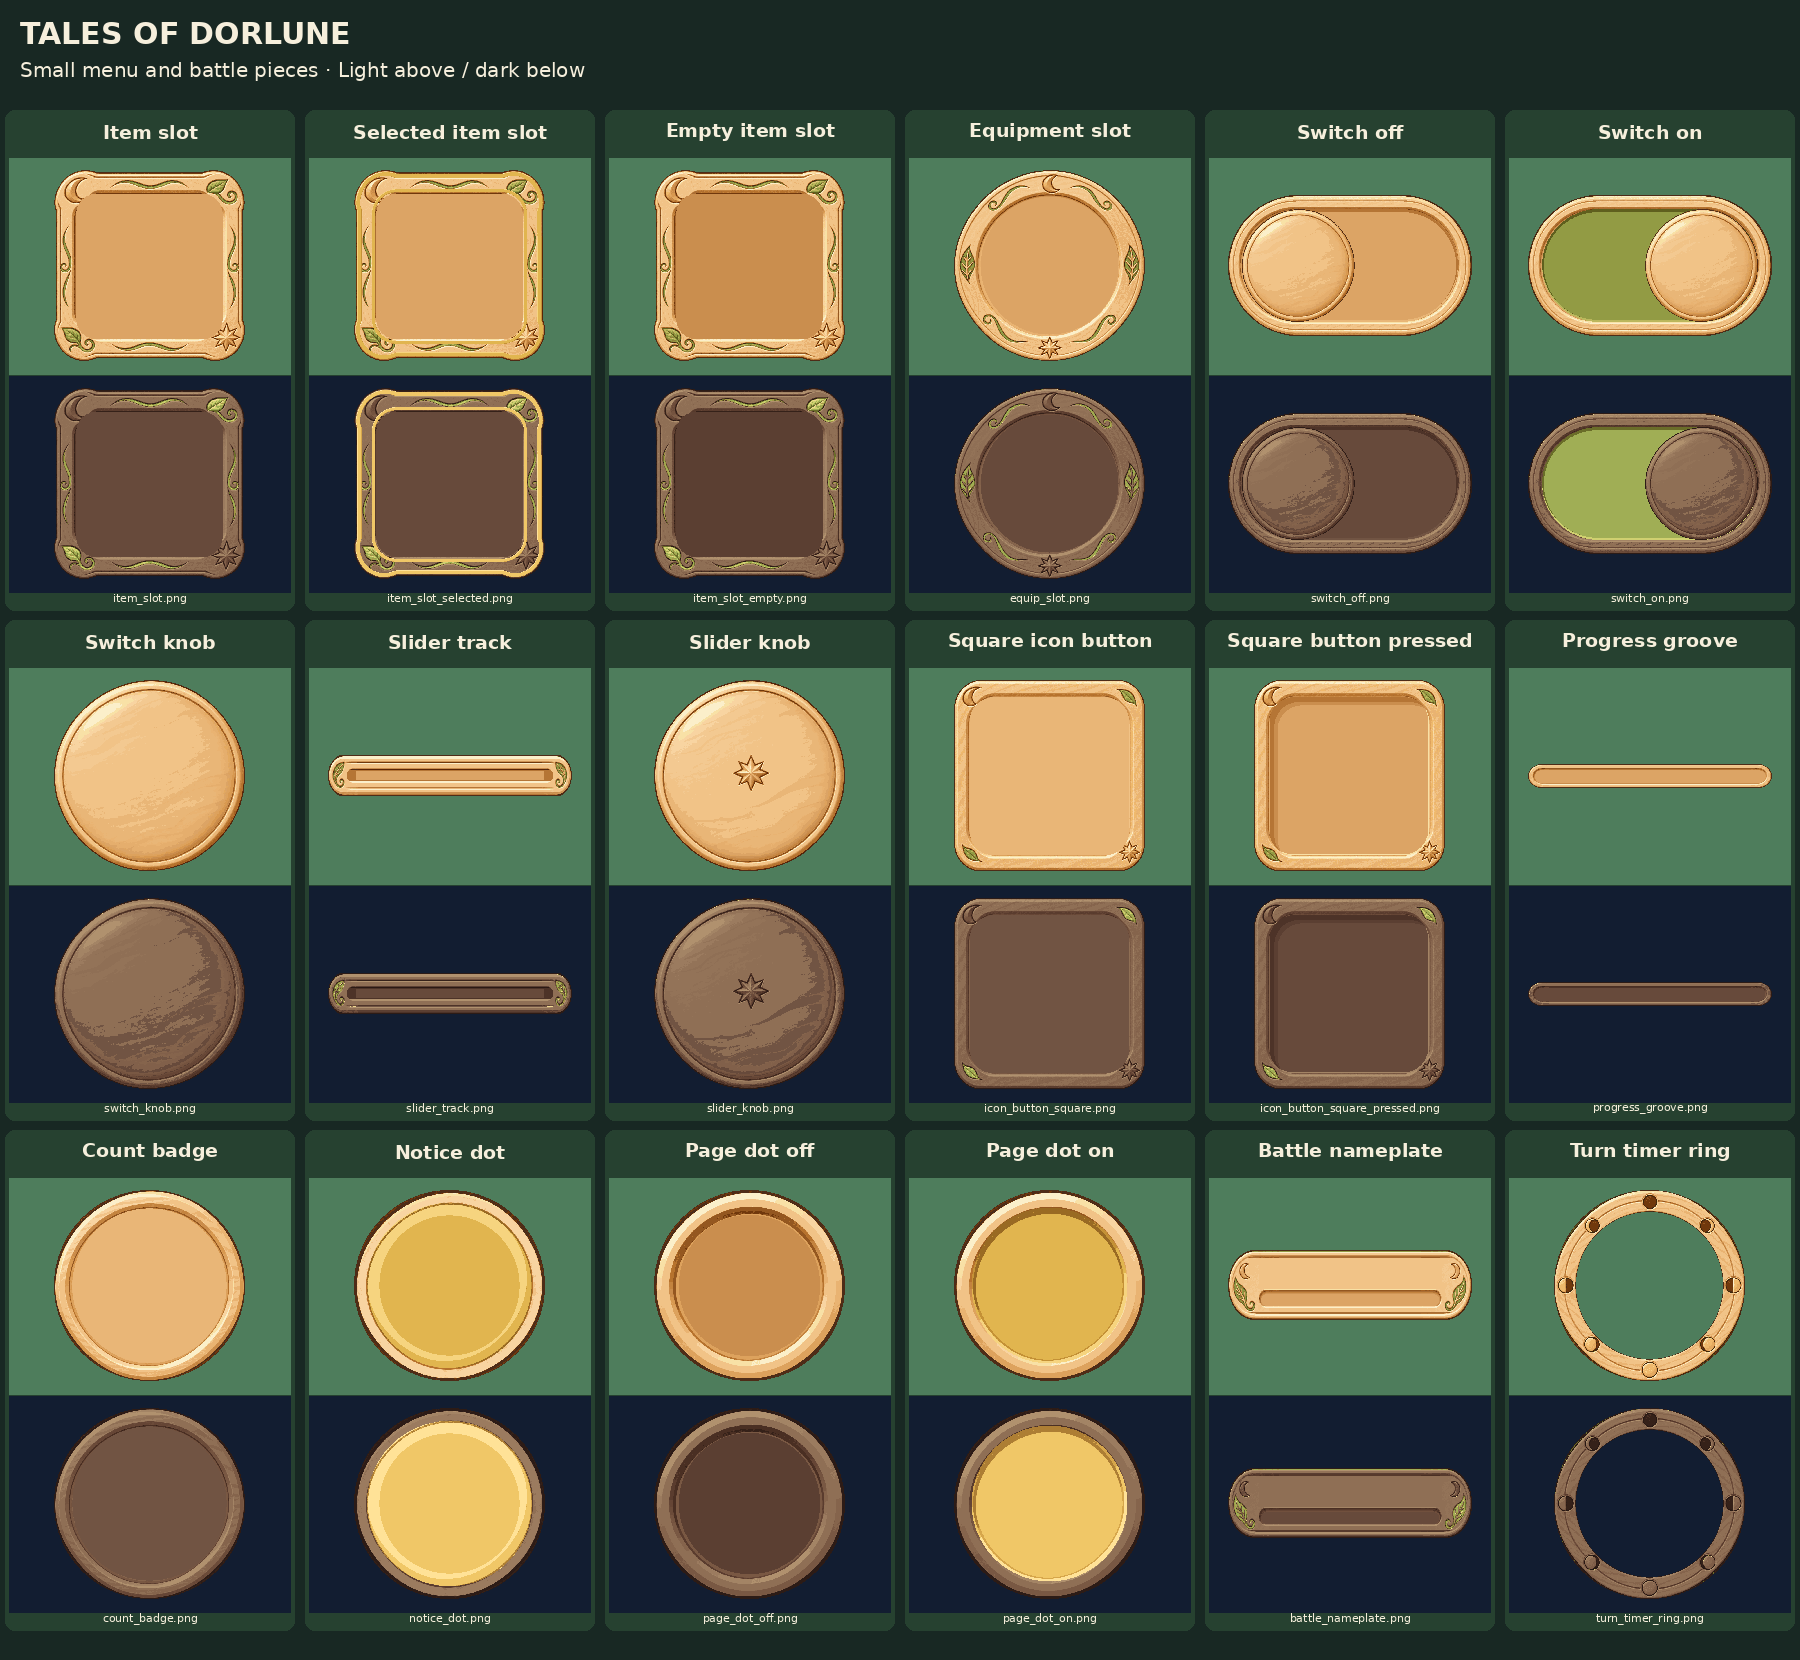 TALES OF DORLUNE
Small menu and battle pieces · Light above / dark below
Item slot
Selected item slot
Empty item slot
Equipment slot
Switch off
Switch on
item_slot.png
item_slot_selected.png
item_slot_empty.png
equip_slot.png
switch_off.png
switch_on.png
Switch knob
Slider track
Slider knob
Square icon button
Square button pressed
Progress groove
switch_knob.png
slider_track.png
slider_knob.png
icon_button_square.png
icon_button_square_pressed.png
progress_groove.png
Count badge
Notice dot
Page dot off
Page dot on
Battle nameplate
Turn timer ring
count_badge.png
notice_dot.png
page_dot_off.png
page_dot_on.png
battle_nameplate.png
turn_timer_ring.png